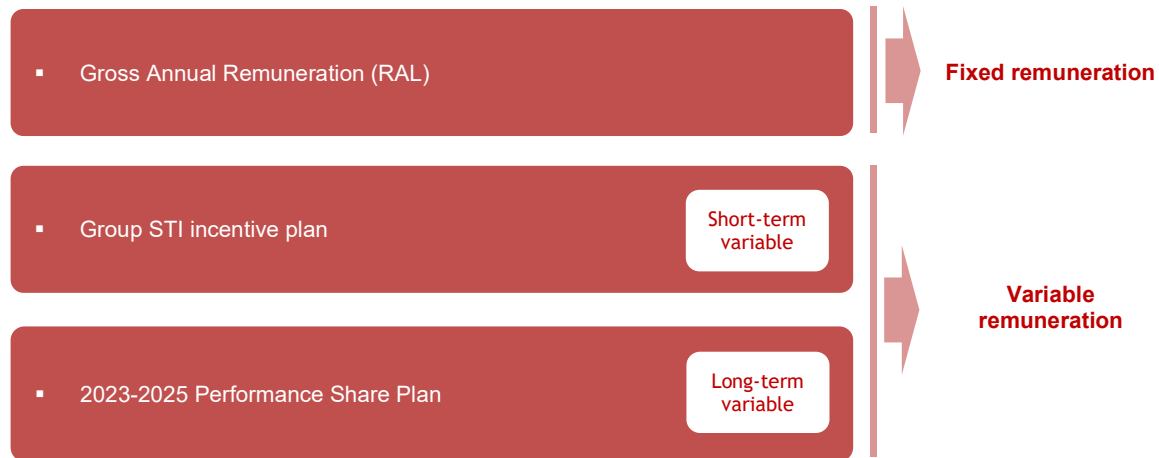 ▪ Gross Annual Remuneration (RAL)
Fixed remuneration
▪ Group STI incentive plan
Short-term
variable
Variable
remuneration
▪ 2023-2025 Performance Share Plan
Long-term
variable